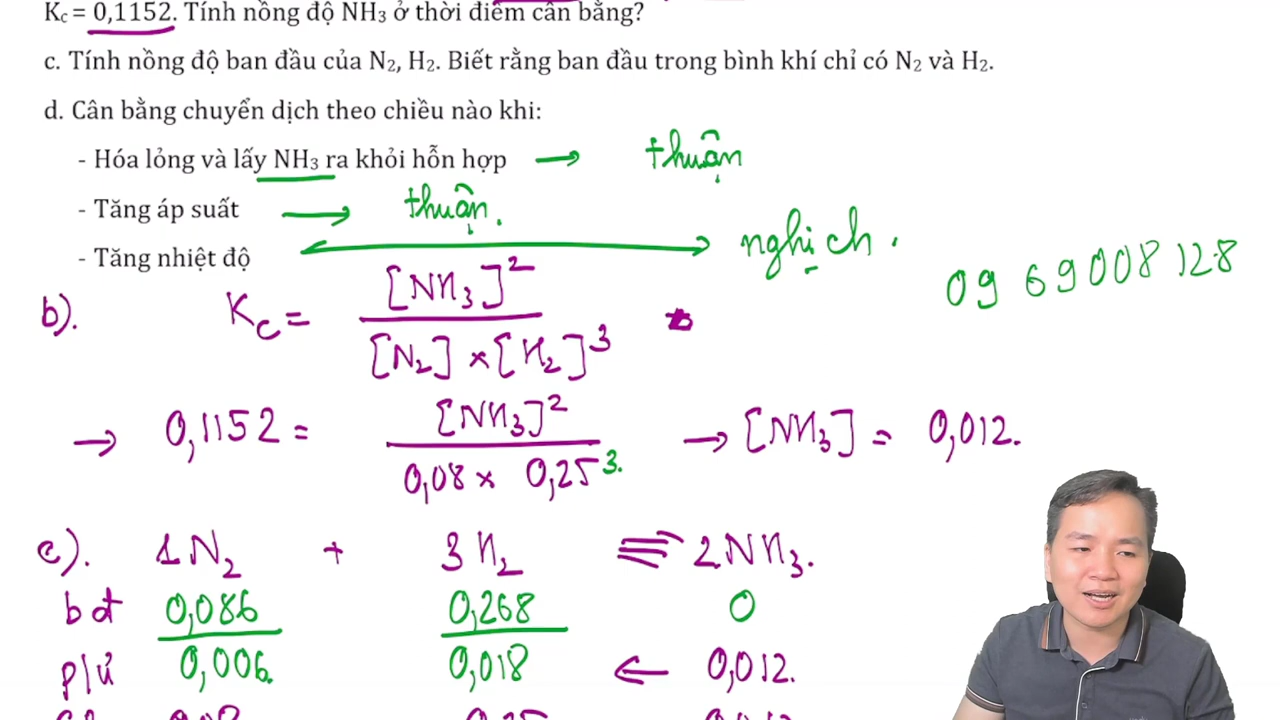 Kc = 0,1152. Tính nồng độ NH₃ ở thời điểm cân bằng?
c. Tính nồng độ ban đầu của N₂, H₂. Biết rằng ban đầu trong bình khí chỉ có N₂ và H₂.
d. Cân bằng chuyển dịch theo chiều nào khi:
- Hóa lỏng và lấy NH₃ ra khỏi hỗn hợp → thuận
- Tăng áp suất → thuận.
- Tăng nhiệt độ ↔ nghịch.
09 69008 128
b). Kc = [NH₃]² / [N₂] × [H₂]³
→ 0,1152 = [NH₃]² / 0,08 × 0,25³. → [NH₃] = 0,012.
c). 1N₂ + 3H₂ ⇌ 2NH₃.
bđ 0,086 0,268 0
p/ứ 0,006. 0,018 ← 0,012.